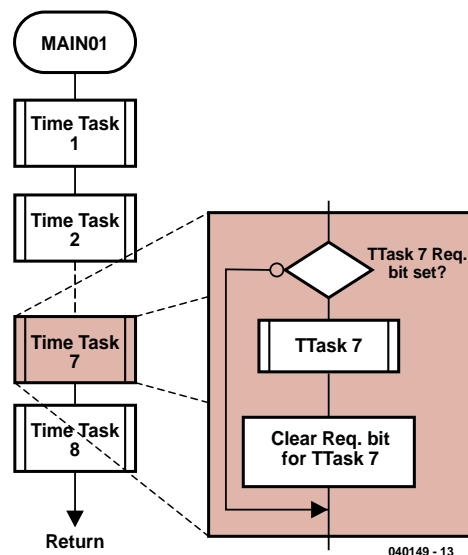 MAIN01
Time Task
1
Time Task
2
Time Task
7
Time Task
8
Return
TTask 7 Req.
bit set?
TTask 7
Clear Req. bit
for TTask 7
040149 - 13